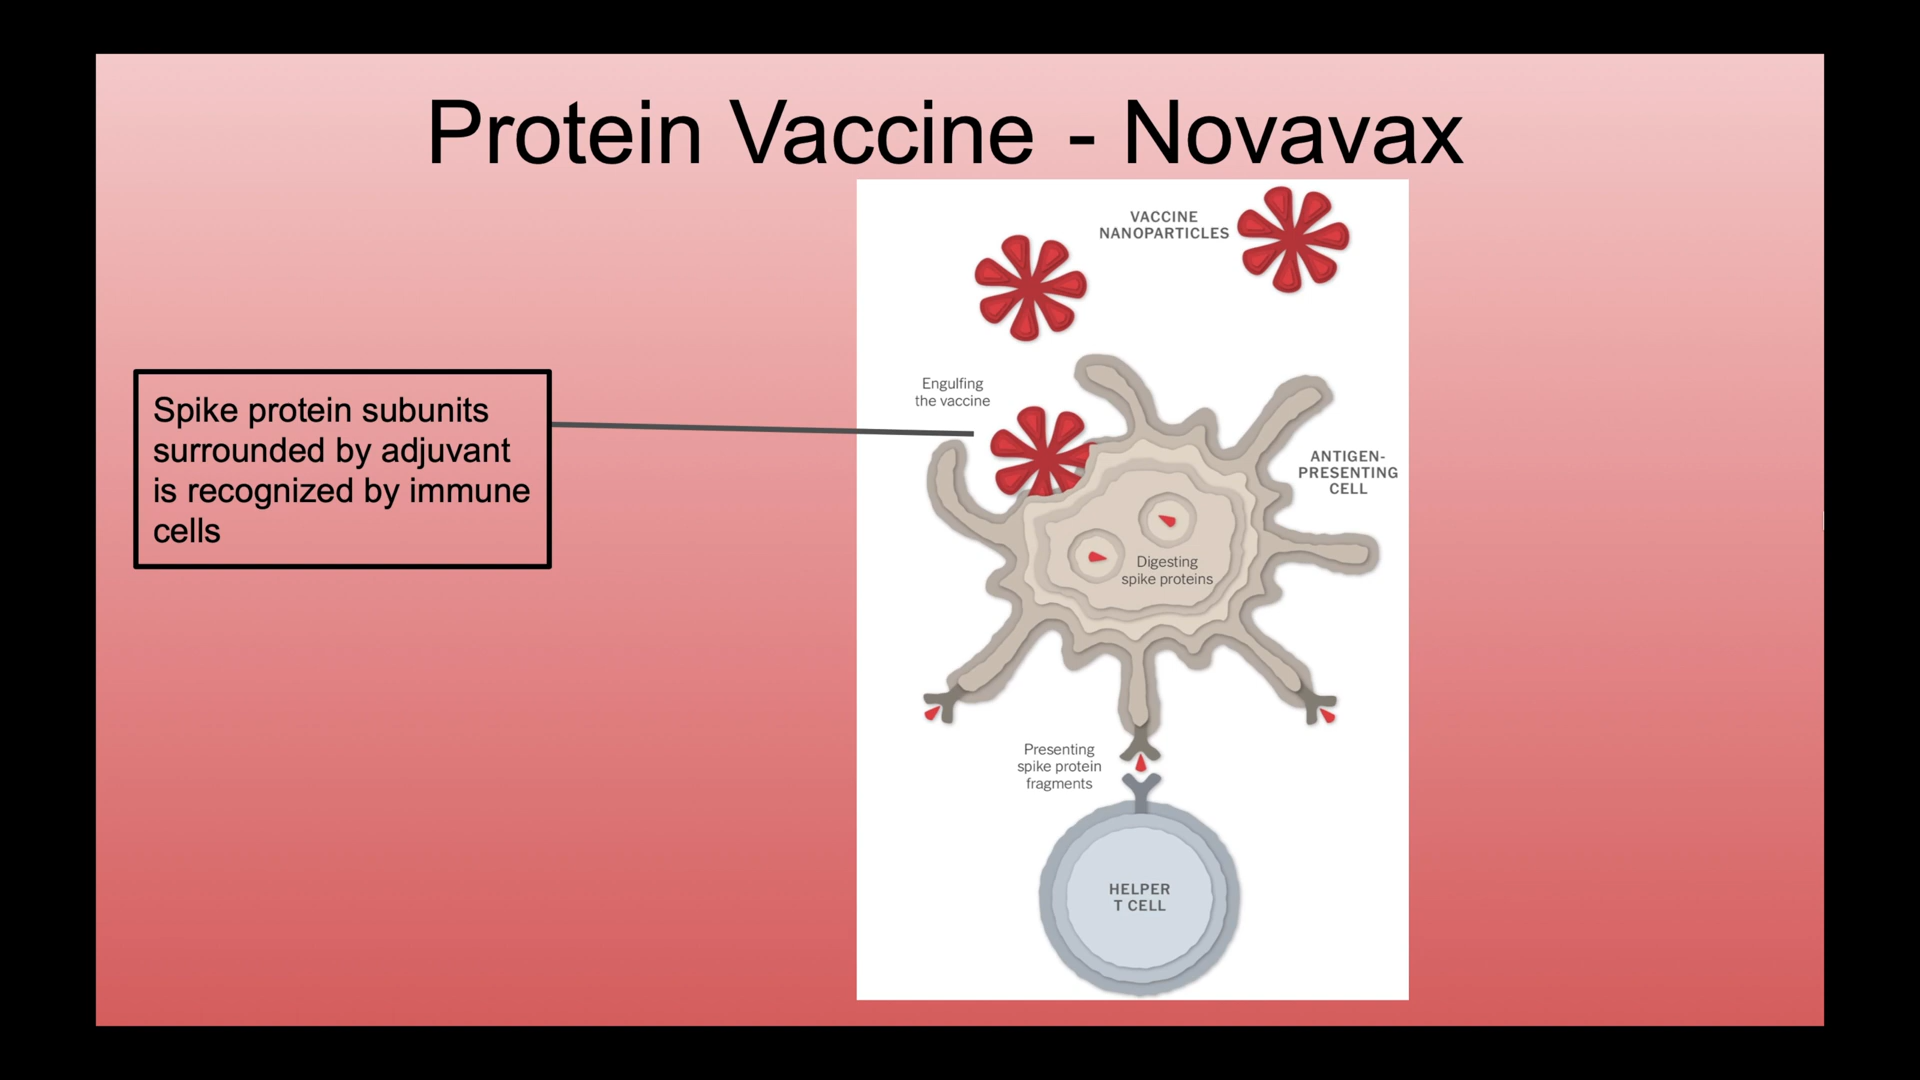 Protein Vaccine - Novavax
VACCINE
NANOPARTICLES
Engulfing
the vaccine
Spike protein subunits
surrounded by adjuvant
is recognized by immune
cells
ANTIGEN-
PRESENTING
CELL
Digesting
spike proteins
Presenting
spike protein
fragments
HELPER
T CELL